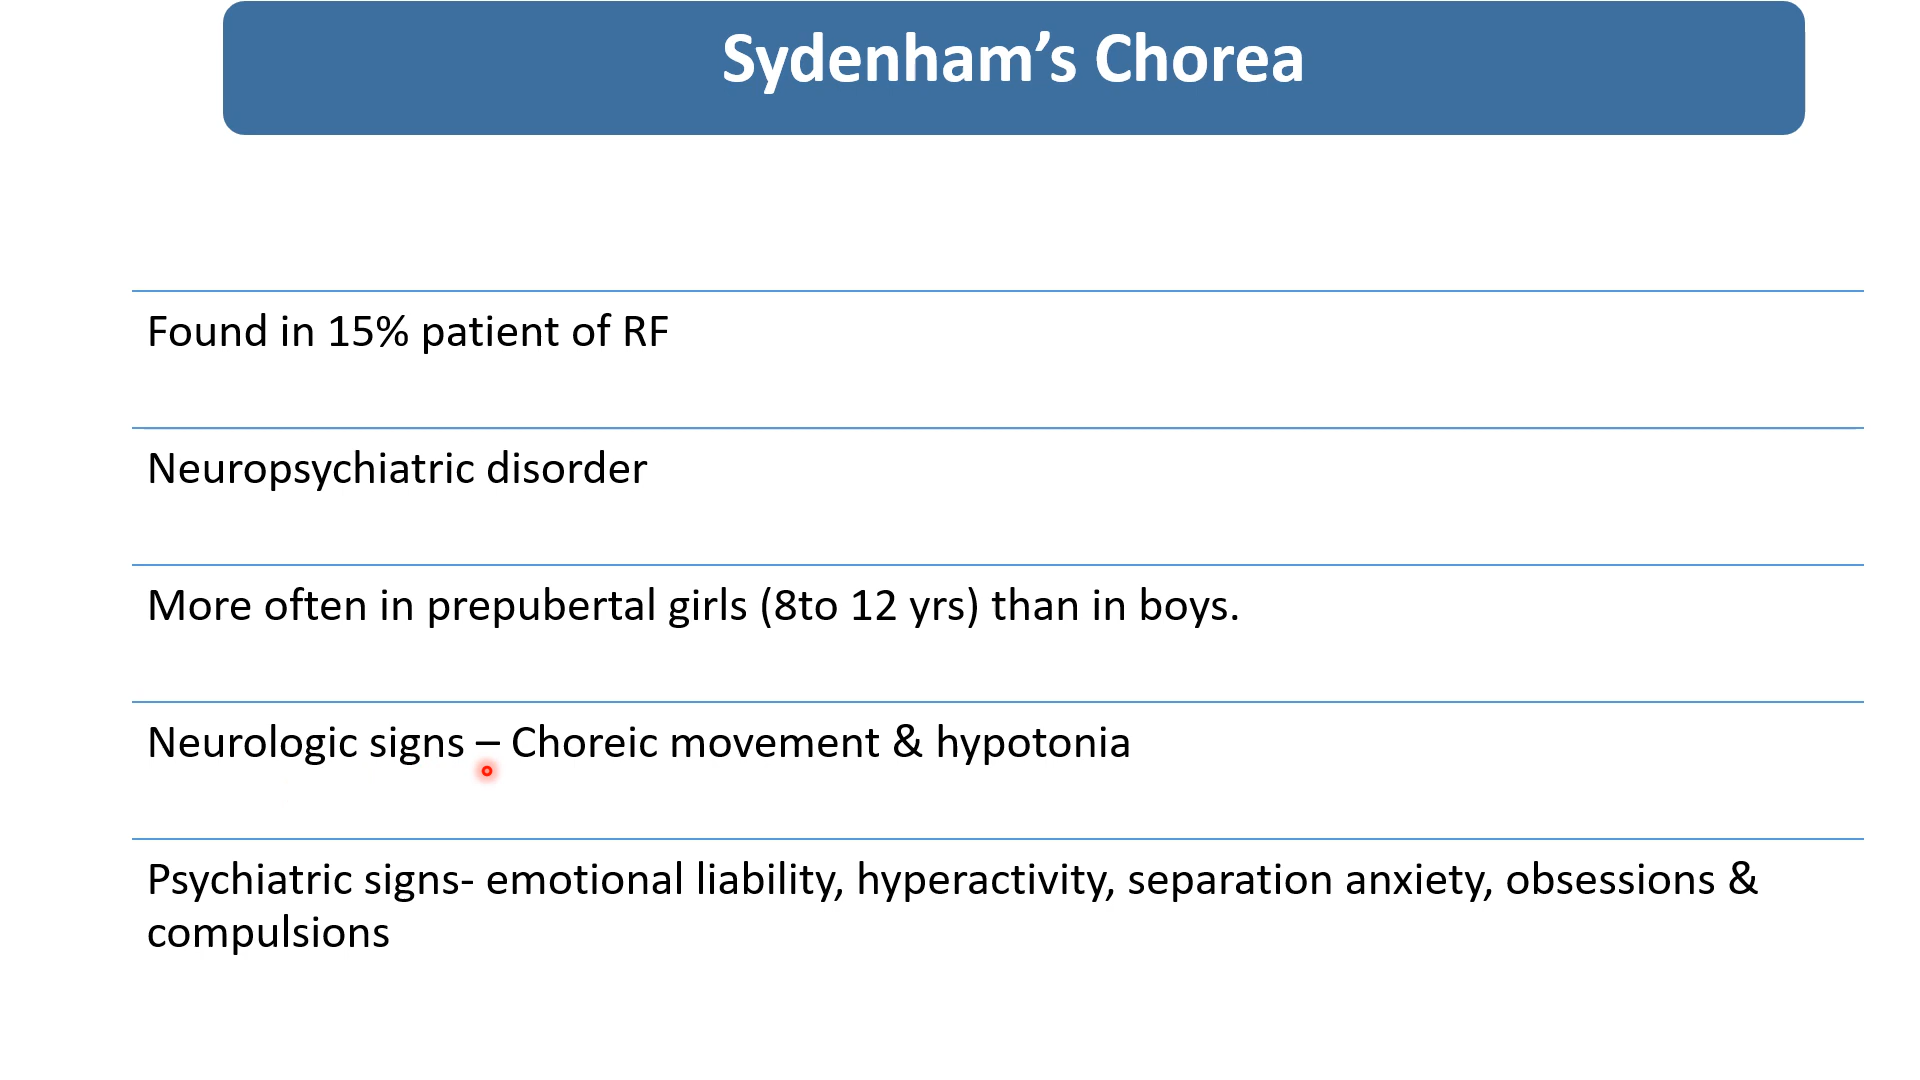 Sydenham’s Chorea
Found in 15% patient of RF
Neuropsychiatric disorder
More often in prepubertal girls (8to 12 yrs) than in boys.
Neurologic signs – Choreic movement & hypotonia
Psychiatric signs- emotional liability, hyperactivity, separation anxiety, obsessions &
compulsions